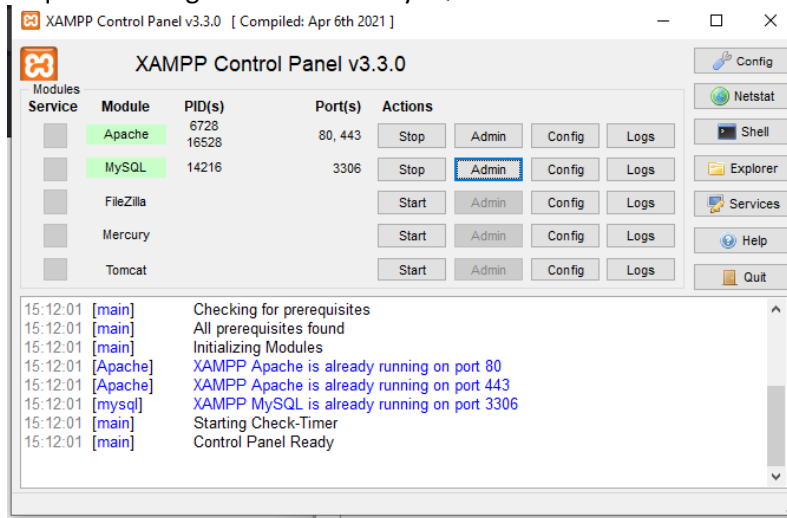 XAMPP Control Panel v3.3.0 [ Compiled: Apr 6th 2021 ]
XAMPP Control Panel v3.3.0
Config
Modules
Service Module PID(s) Port(s) Actions
Netstat
Apache 6728 16528 80, 443 Stop Admin Config Logs
Shell
MySQL 14216 3306 Stop Admin Config Logs
Explorer
FileZilla Start Admin Config Logs
Services
Mercury Start Admin Config Logs
Help
Tomcat Start Admin Config Logs
Quit
15:12:01 [main] Checking for prerequisites
15:12:01 [main] All prerequisites found
15:12:01 [main] Initializing Modules
15:12:01 [Apache] XAMPP Apache is already running on port 80
15:12:01 [Apache] XAMPP Apache is already running on port 443
15:12:01 [mysql] XAMPP MySQL is already running on port 3306
15:12:01 [main] Starting Check-Timer
15:12:01 [main] Control Panel Ready